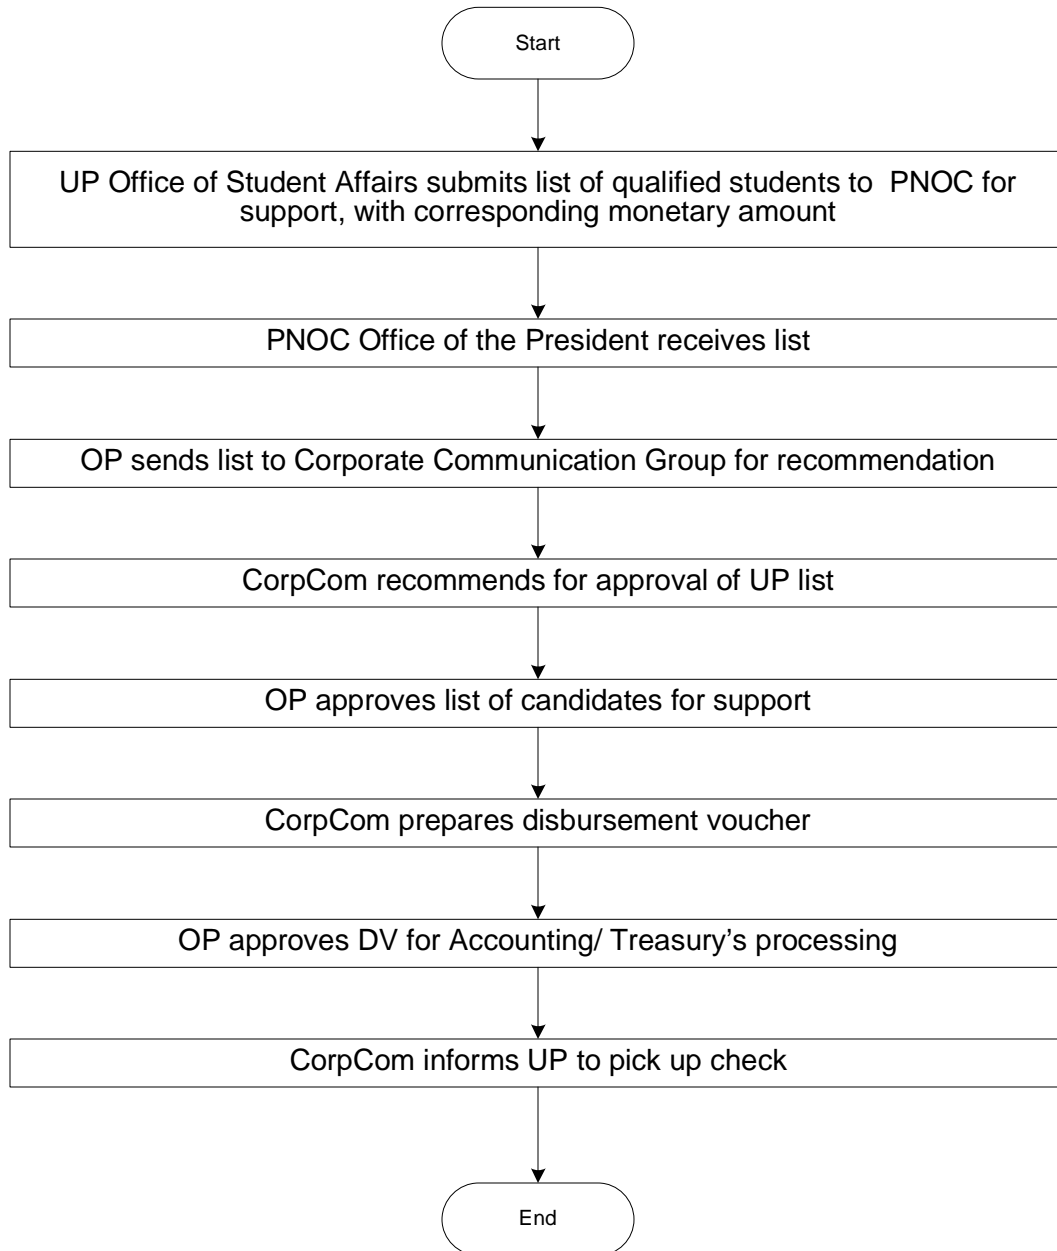 Start
UP Office of Student Affairs submits list of qualified students to  PNOC for
support, with corresponding monetary amount
PNOC Office of the President receives list
OP sends list to Corporate Communication Group for recommendation
CorpCom recommends for approval of UP list
OP approves list of candidates for support
CorpCom prepares disbursement voucher
OP approves DV for Accounting/ Treasury’s processing
CorpCom informs UP to pick up check
End